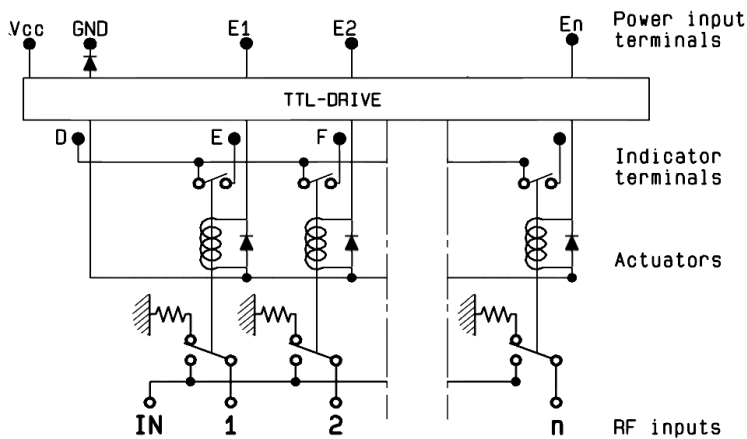 Vcc GND E1 E2 En Power input
terminals
TTL-DRIVE
D E F Indicator
terminals
Actuators
IN 1 2 n RF inputs